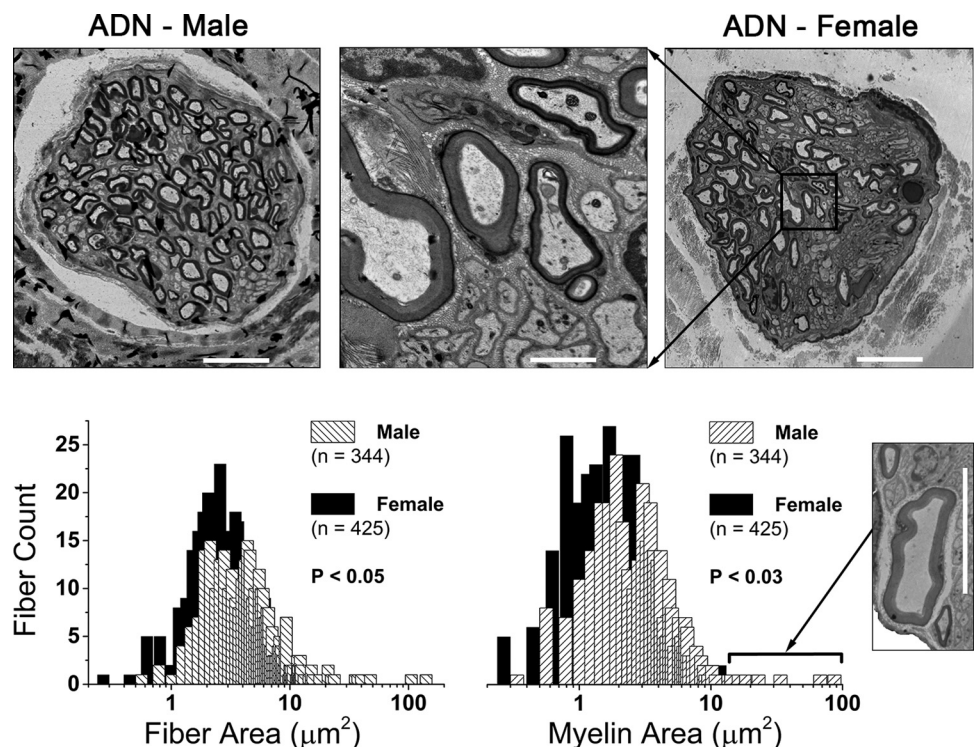 ADN - Male
ADN - Female
25
20
15
10
5
0
Fiber Count
Male
(n = 344)
Female
(n = 425)
P < 0.05
1
10
100
Fiber Area (μm²)
Male
(n = 344)
Female
(n = 425)
P < 0.03
1
10
100
Myelin Area (μm²)